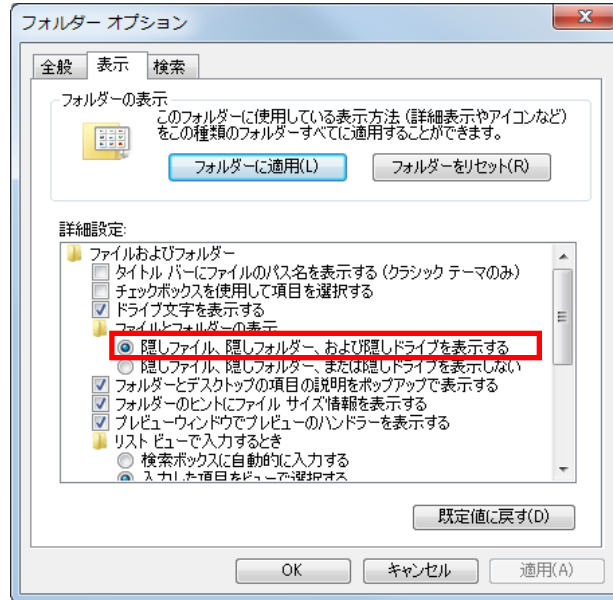 フォルダー オプション
全般 表示 検索
フォルダーの表示
このフォルダーに使用している表示方法（詳細表示やアイコンなど）
をこの種類のフォルダーすべてに適用することができます。
フォルダーに適用(L) フォルダーをリセット(R)
詳細設定:
ファイルおよびフォルダー
タイトル バーにファイルのパス名を表示する（クラシック テーマのみ）
チェックボックスを使用して項目を選択する
ドライブ文字を表示する
ファイルとフォルダーの表示
隠しファイル、隠しフォルダー、および隠しドライブを表示する
隠しファイル、隠しフォルダー、または隠しドライブを表示しない
フォルダーとデスクトップの項目の説明をポップアップで表示する
フォルダーのヒントにファイル サイズ情報を表示する
プレビューウィンドウでプレビューのハンドラーを表示する
リスト ビューで入力するとき
検索ボックスに自動的に入力する
入力した項目をビューで選択する
既定値に戻す(D)
OK キャンセル 適用(A)